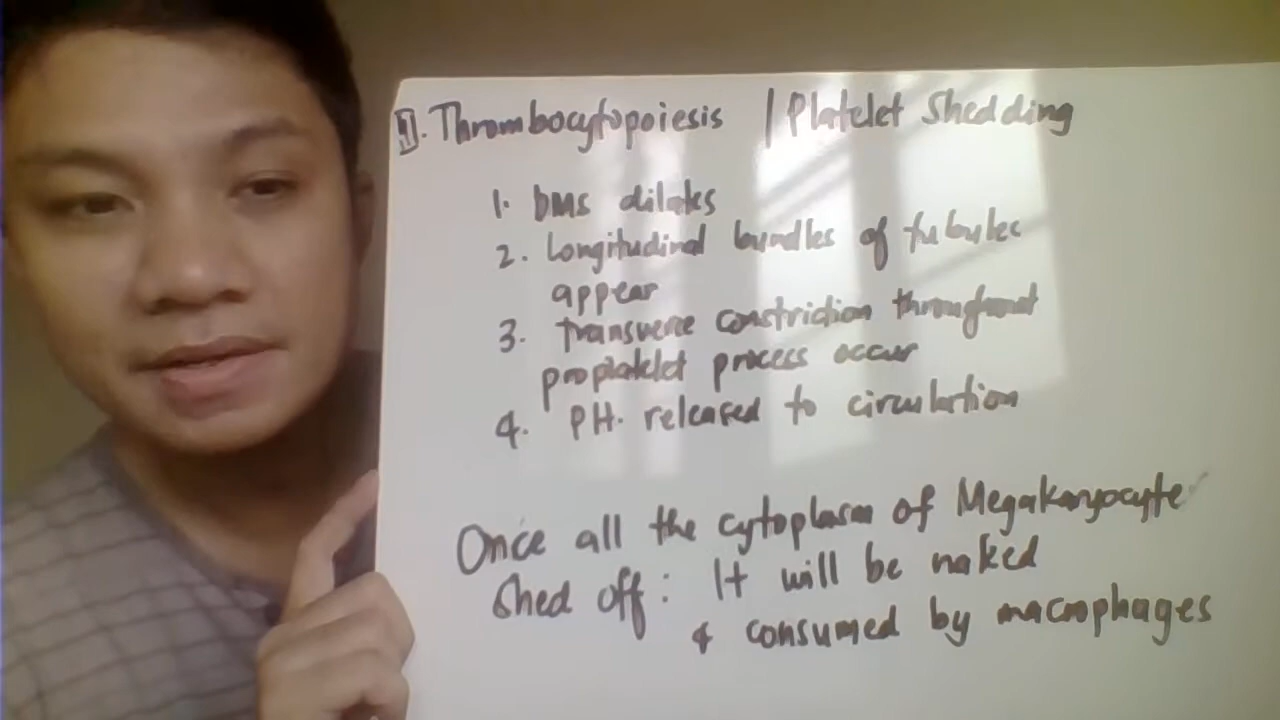 1. Thrombocytopoiesis | Platelet Shedding
1. DMS dilates
2. Longitudinal bundles of tubules
appear
3. Transverse constriction throughout
proplatelet process occur
4. PH. released to circulation
Once all the cytoplasm of Megakaryocyte
shed off: It will be naked
& consumed by macrophages